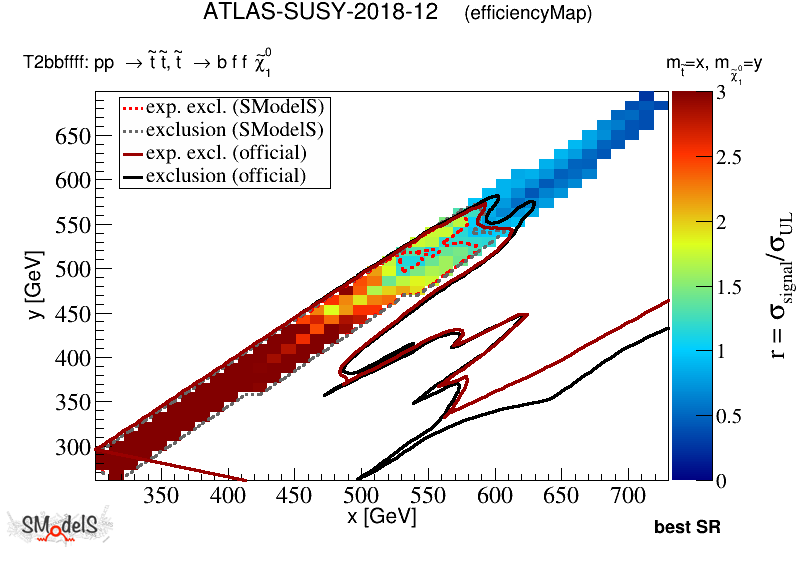 ATLAS-SUSY-2018-12 (efficiencyMap)
T2bbffff: pp → t̃ t̃, t̃ → b f f χ̃₁⁰
m_t̃=x, m_χ̃₁⁰=y
exp. excl. (SModelS)
exclusion (SModelS)
exp. excl. (official)
exclusion (official)
650
600
550
500
450
400
350
300
y [GeV]
350 400 450 500 550 600 650 700
x [GeV]
3
2.5
2
1.5
1
0.5
0
r = σ_signal/σ_UL
SModelS
best SR